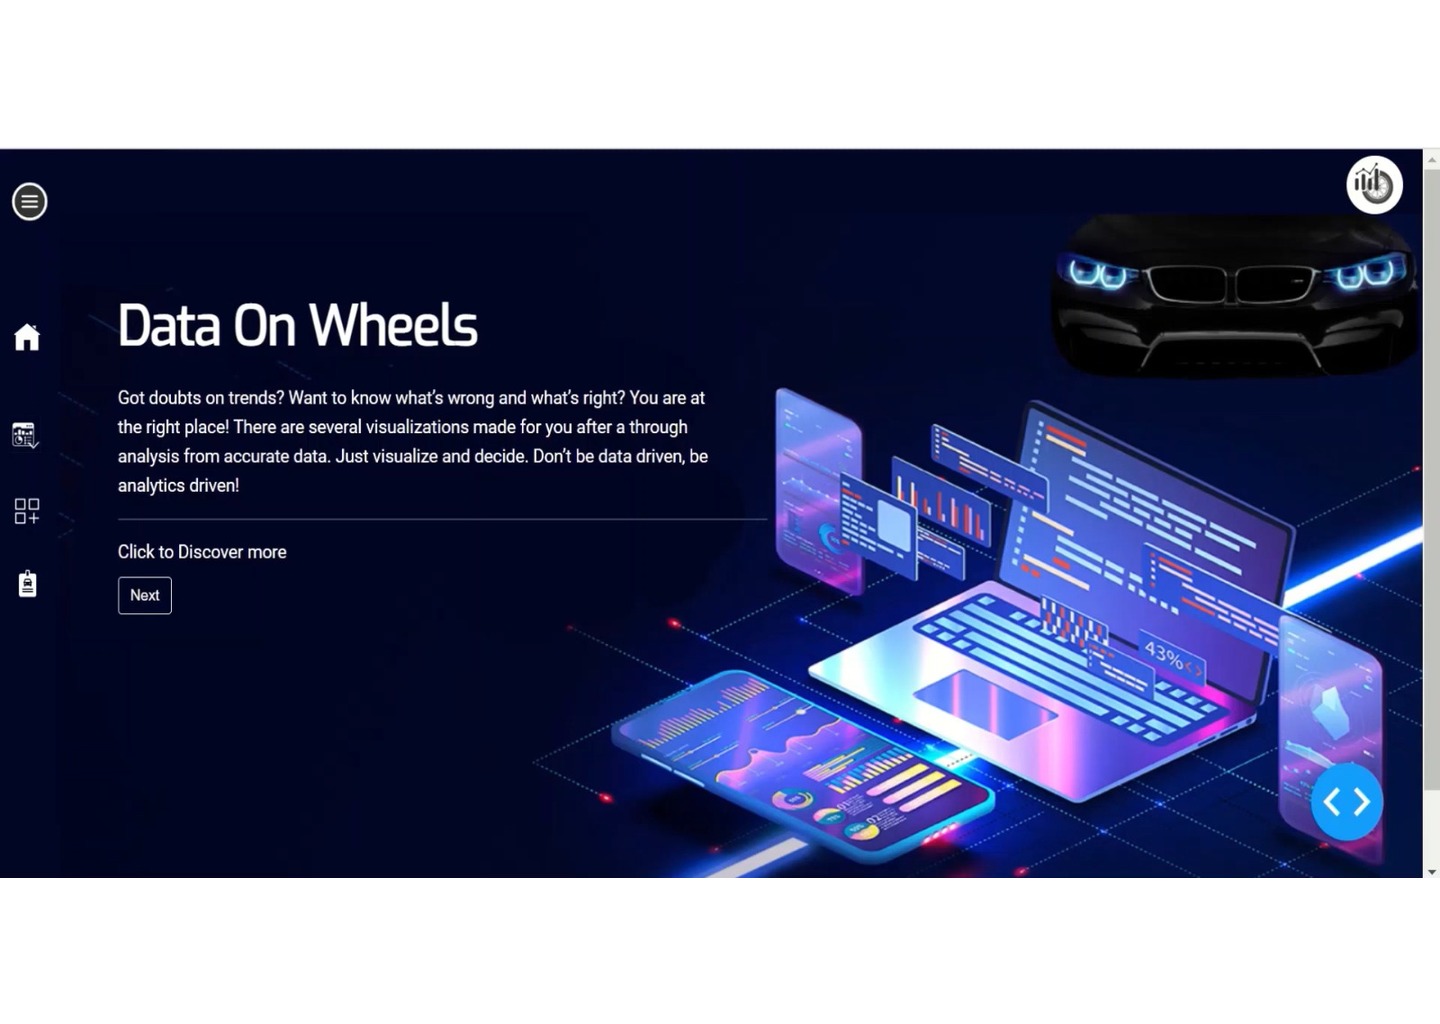 Data On Wheels
Got doubts on trends? Want to know what's wrong and what's right? You are at
the right place! There are several visualizations made for you after a through
analysis from accurate data. Just visualize and decide. Don't be data driven, be
analytics driven!
Click to Discover more
Next
43%
01
02